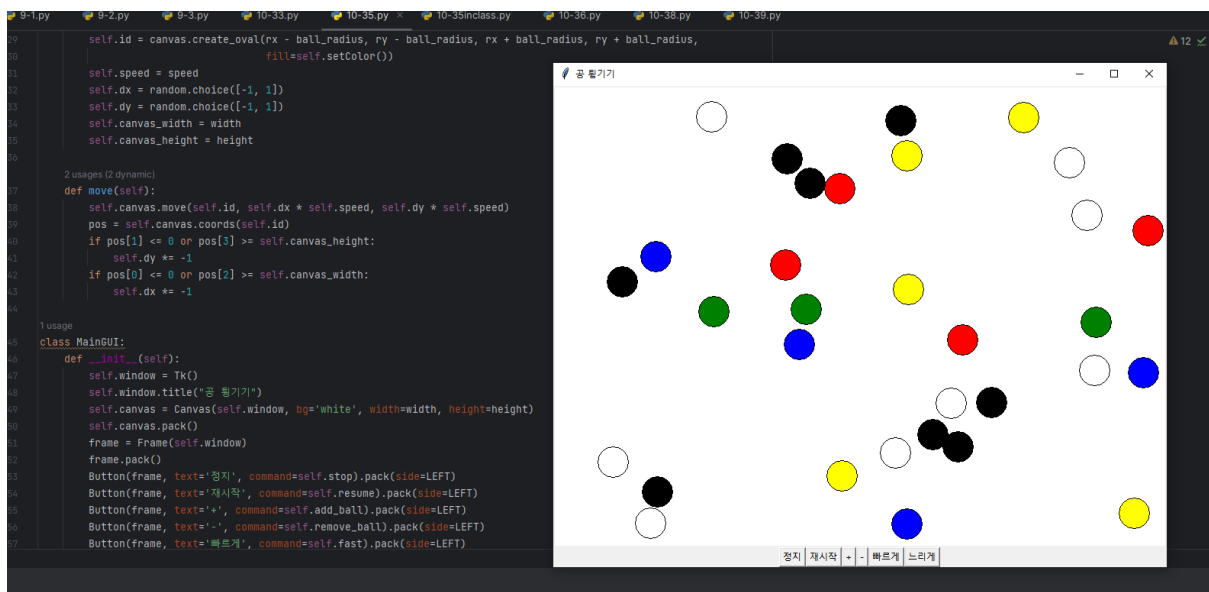 9-1.py 9-2.py 9-3.py 10-33.py 10-35.py × 10-35inclass.py 10-36.py 10-38.py 10-39.py
29 self.id = canvas.create_oval(rx - ball_radius, ry - ball_radius, rx + ball_radius, ry + ball_radius,
12
30 fill=self.setColor())
31 self.speed = speed
32 self.dx = random.choice([-1, 1])
33 self.dy = random.choice([-1, 1])
34 self.canvas_width = width
35 self.canvas_height = height
36
2 usages (2 dynamic)
37 def move(self):
38 self.canvas.move(self.id, self.dx * self.speed, self.dy * self.speed)
39 pos = self.canvas.coords(self.id)
40 if pos[1] <= 0 or pos[3] >= self.canvas_height:
41 self.dy *= -1
42 if pos[0] <= 0 or pos[2] >= self.canvas_width:
43 self.dx *= -1
44
1 usage
45 class MainGUI:
46 def __init__(self):
47 self.window = Tk()
48 self.window.title("공 튕기기")
49 self.canvas = Canvas(self.window, bg='white', width=width, height=height)
50 self.canvas.pack()
51 frame = Frame(self.window)
52 frame.pack()
53 Button(frame, text='정지', command=self.stop).pack(side=LEFT)
54 Button(frame, text='재시작', command=self.resume).pack(side=LEFT)
55 Button(frame, text='+', command=self.add_ball).pack(side=LEFT)
56 Button(frame, text='-', command=self.remove_ball).pack(side=LEFT)
57 Button(frame, text='빠르게', command=self.fast).pack(side=LEFT)
공 튕기기
정지 재시작 + - 빠르게 느리게